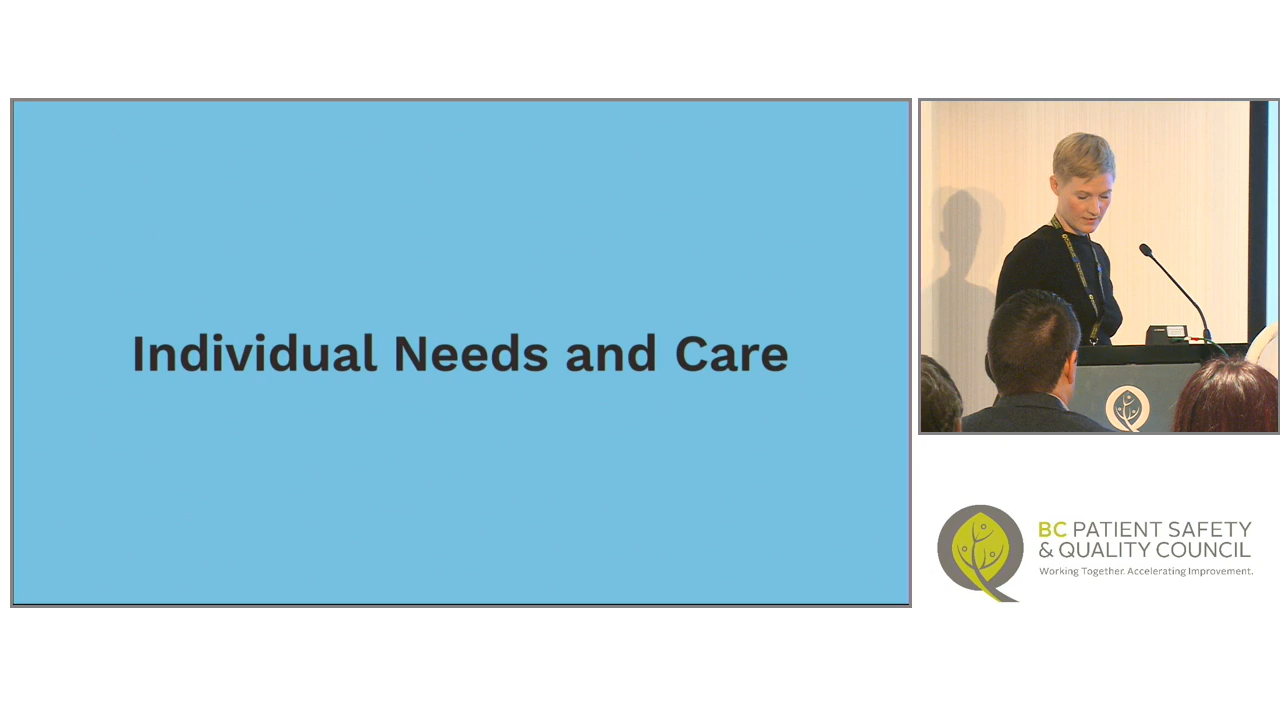 Individual Needs and Care
BC PATIENT SAFETY
& QUALITY COUNCIL
Working Together. Accelerating Improvement.